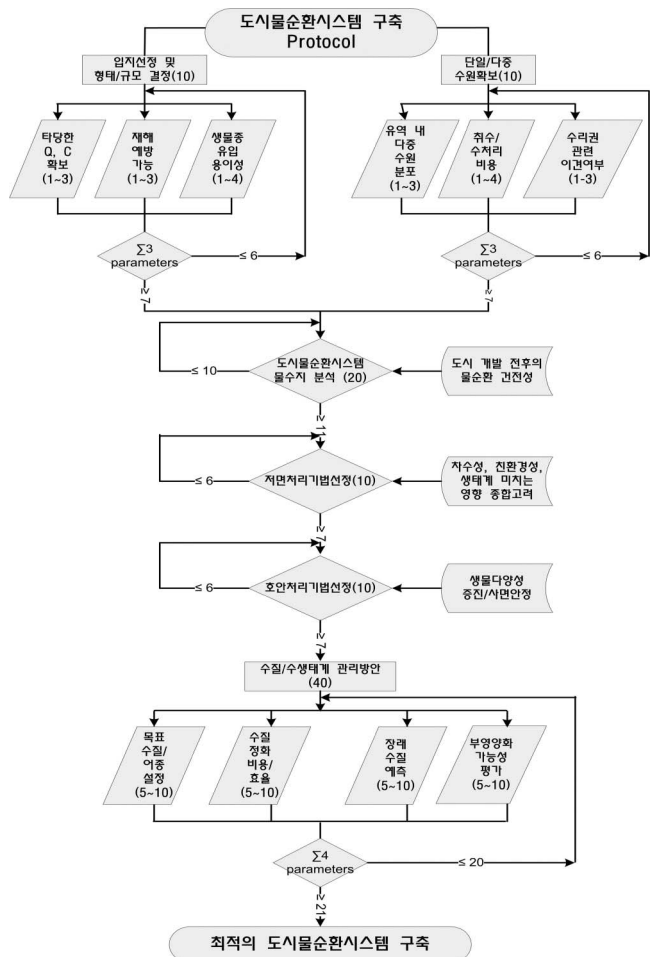 도시물순환시스템 구축
Protocol
입지선정 및
형태/규모 결정(10)
단일/다중
수원확보(10)
타당한
Q, C
확보
(1~3)
재해
예방
가능
(1~3)
생물종
유입
용이성
(1~4)
유역 내
다중
수원
분포
(1~3)
취수/
수처리
비용
(1~4)
수리권
관련
이견여부
(1-3)
∑3
parameters
≤ 6
≥ 7
∑3
parameters
≤ 6
≥ 7
≤ 10
도시물순환시스템
물수지 분석 (20)
도시 개발 전후의
물순환 건전성
≥ 11
≤ 6
저면처리기법선정(10)
차수성, 친환경성,
생태계 미치는
영향 종합고려
≥ 7
≤ 6
호안처리기법선정(10)
생물다양성
증진/사면안정
≥ 7
수질/수생태계 관리방안
(40)
목표
수질/
어종
설정
(5~10)
수질
정화
비용/
효율
(5~10)
장래
수질
예측
(5~10)
부영양화
가능성
평가
(5~10)
∑4
parameters
≤ 20
≥ 21
최적의 도시물순환시스템 구축